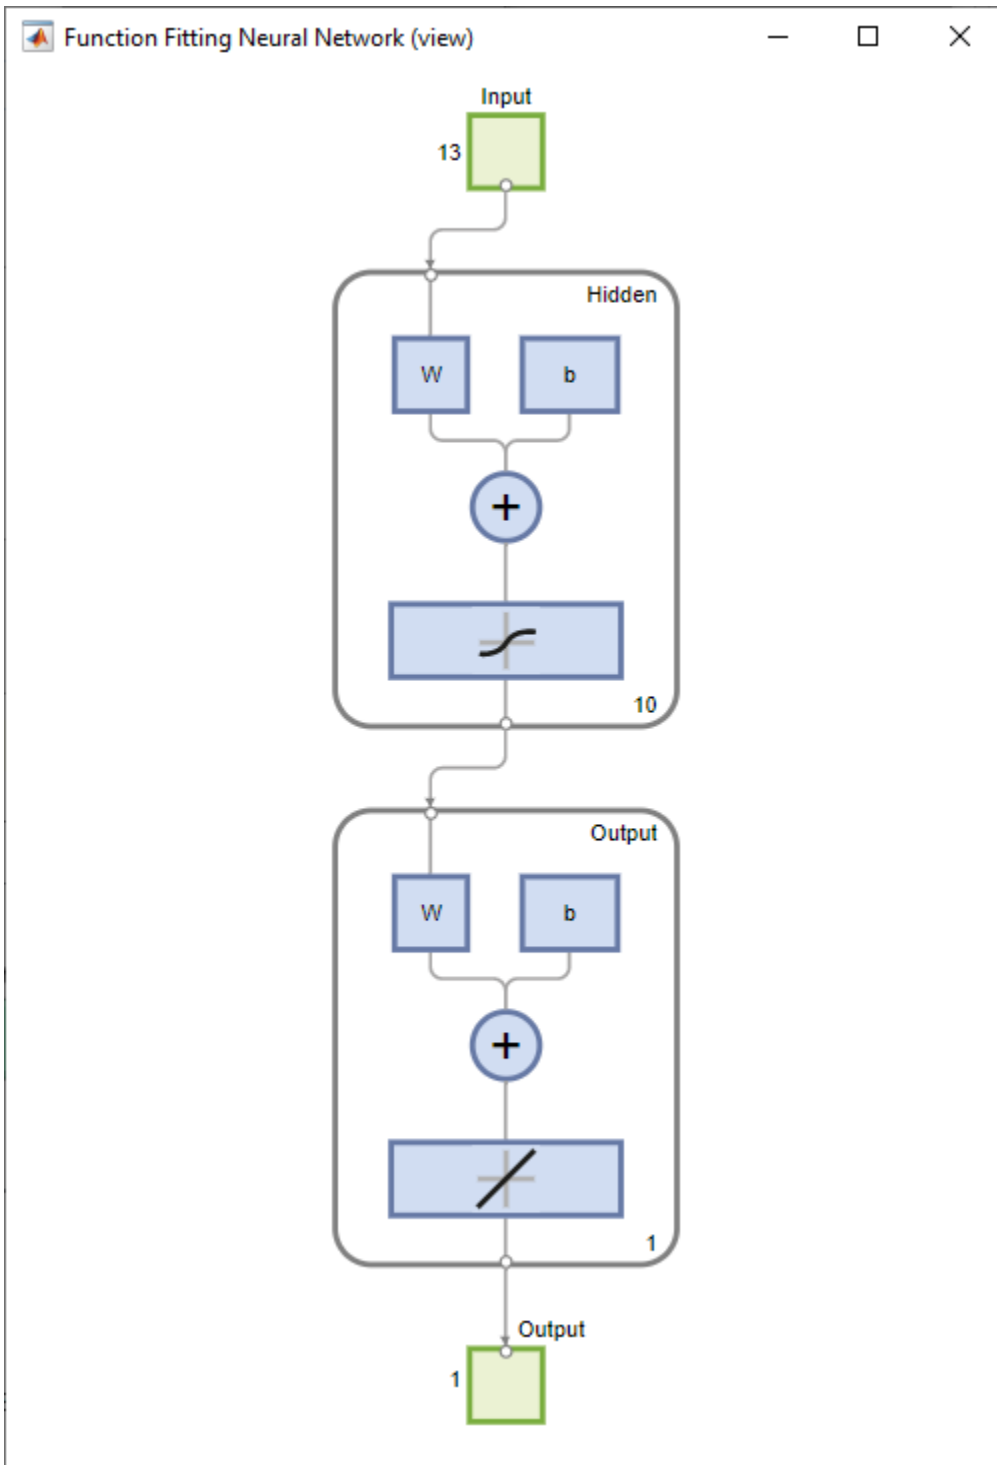 Function Fitting Neural Network (view)
Input
13
Hidden
W b
+
10
Output
W b
+
1
Output
1